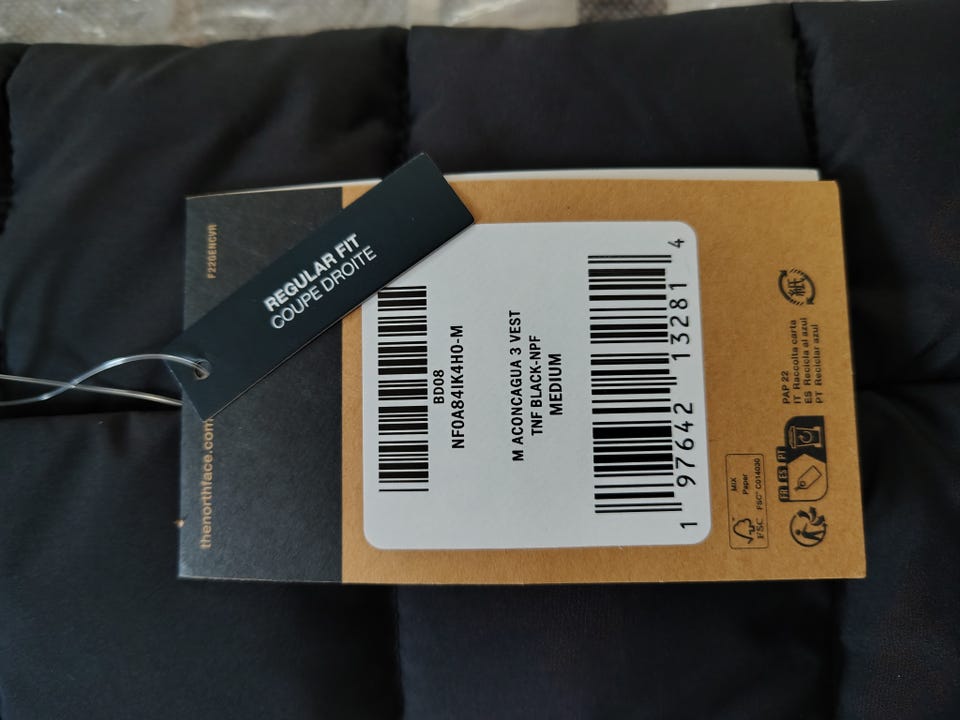 REGULAR FIT
COUPE DROITE
F22GENCVR
thenorthface.com
BD08
NF0A84IK4H0-M
M ACONCAGUA 3 VEST
TNF BLACK-NPF
MEDIUM
1 97642 13281 4
MIX
Paper
FSC
FSC® C014030
FR ES PT
PAP 22
IT Raccolta carta
ES Recicla al azul
PT Reciclar azul
紙